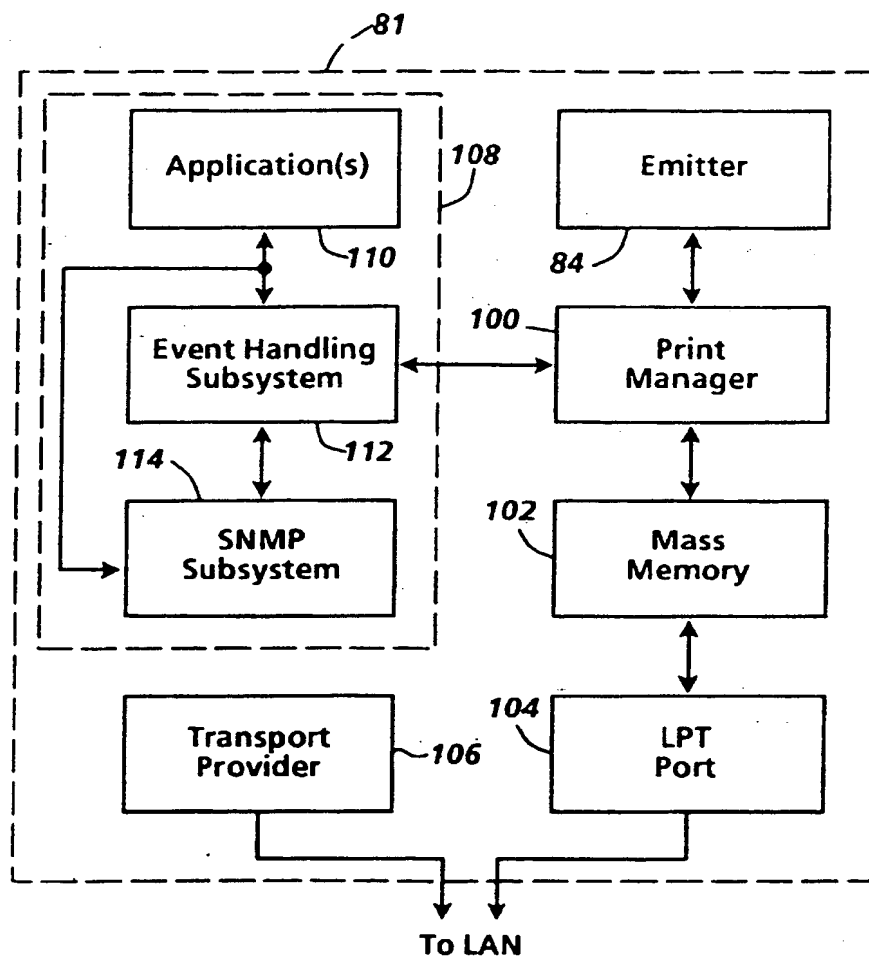 81
Application(s)
108
Emitter
110
84
100
Event Handling
Subsystem
Print
Manager
112
114
102
SNMP
Subsystem
Mass
Memory
104
Transport
Provider
106
LPT
Port
To LAN